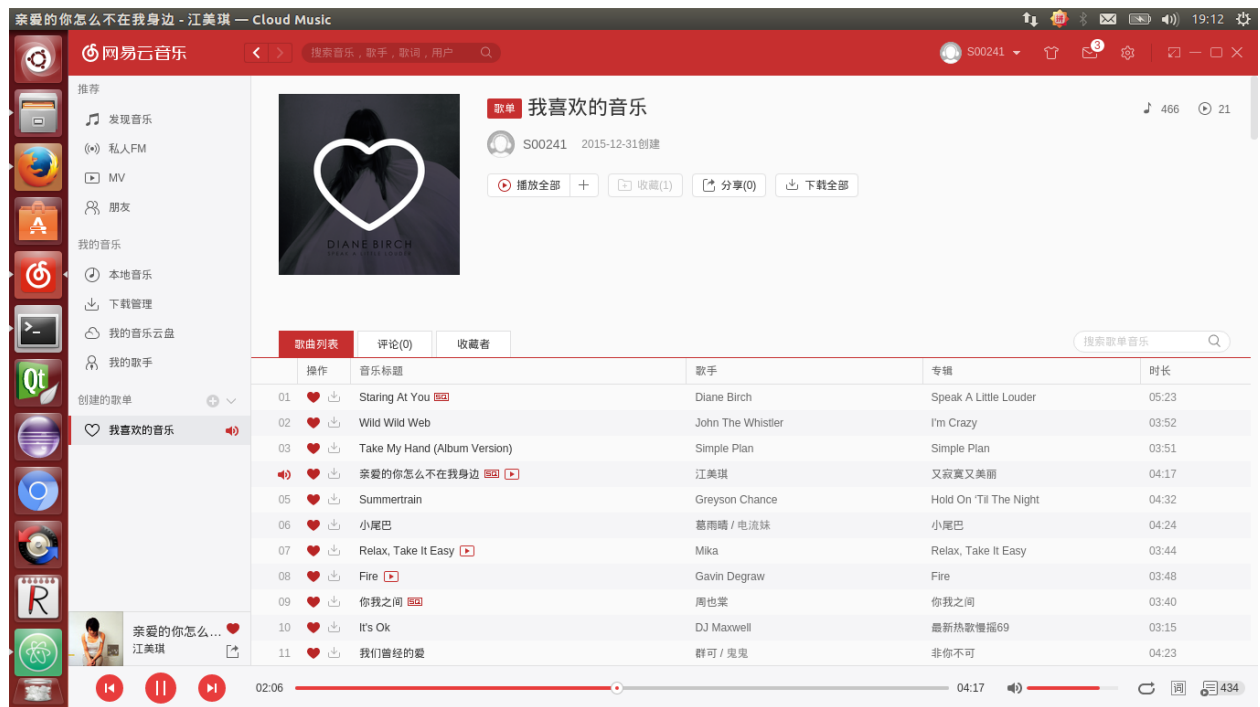 亲爱的你怎么不在我身边 - 江美琪 — Cloud Music 19:12
网易云音乐 搜索音乐，歌手，歌词，用户 S00241 3
推荐
发现音乐
私人FM
MV
朋友
我的音乐
本地音乐
下载管理
我的音乐云盘
我的歌手
创建的歌单
我喜欢的音乐
DIANE BIRCH
SPEAK A LITTLE LOUDER
歌单 我喜欢的音乐 466 21
S00241 2015-12-31创建
播放全部 收藏(1) 分享(0) 下载全部
歌曲列表 评论(0) 收藏者 搜索歌单音乐
操作 音乐标题 歌手 专辑 时长
01 Staring At You SQ Diane Birch Speak A Little Louder 05:23
02 Wild Wild Web John The Whistler I'm Crazy 03:52
03 Take My Hand (Album Version) Simple Plan Simple Plan 03:51
亲爱的你怎么不在我身边 SQ 江美琪 又寂寞又美丽 04:17
05 Summertrain Greyson Chance Hold On 'Til The Night 04:32
06 小尾巴 葛雨晴 / 电流妹 小尾巴 04:24
07 Relax, Take It Easy Mika Relax, Take It Easy 03:44
08 Fire Gavin Degraw Fire 03:48
09 你我之间 SQ 周也棠 你我之间 03:40
10 It's Ok DJ Maxwell 最新热歌慢摇69 03:15
11 我们曾经的爱 群可 / 鬼鬼 非你不可 04:23
亲爱的你怎么...
江美琪
02:06 04:17 词 434